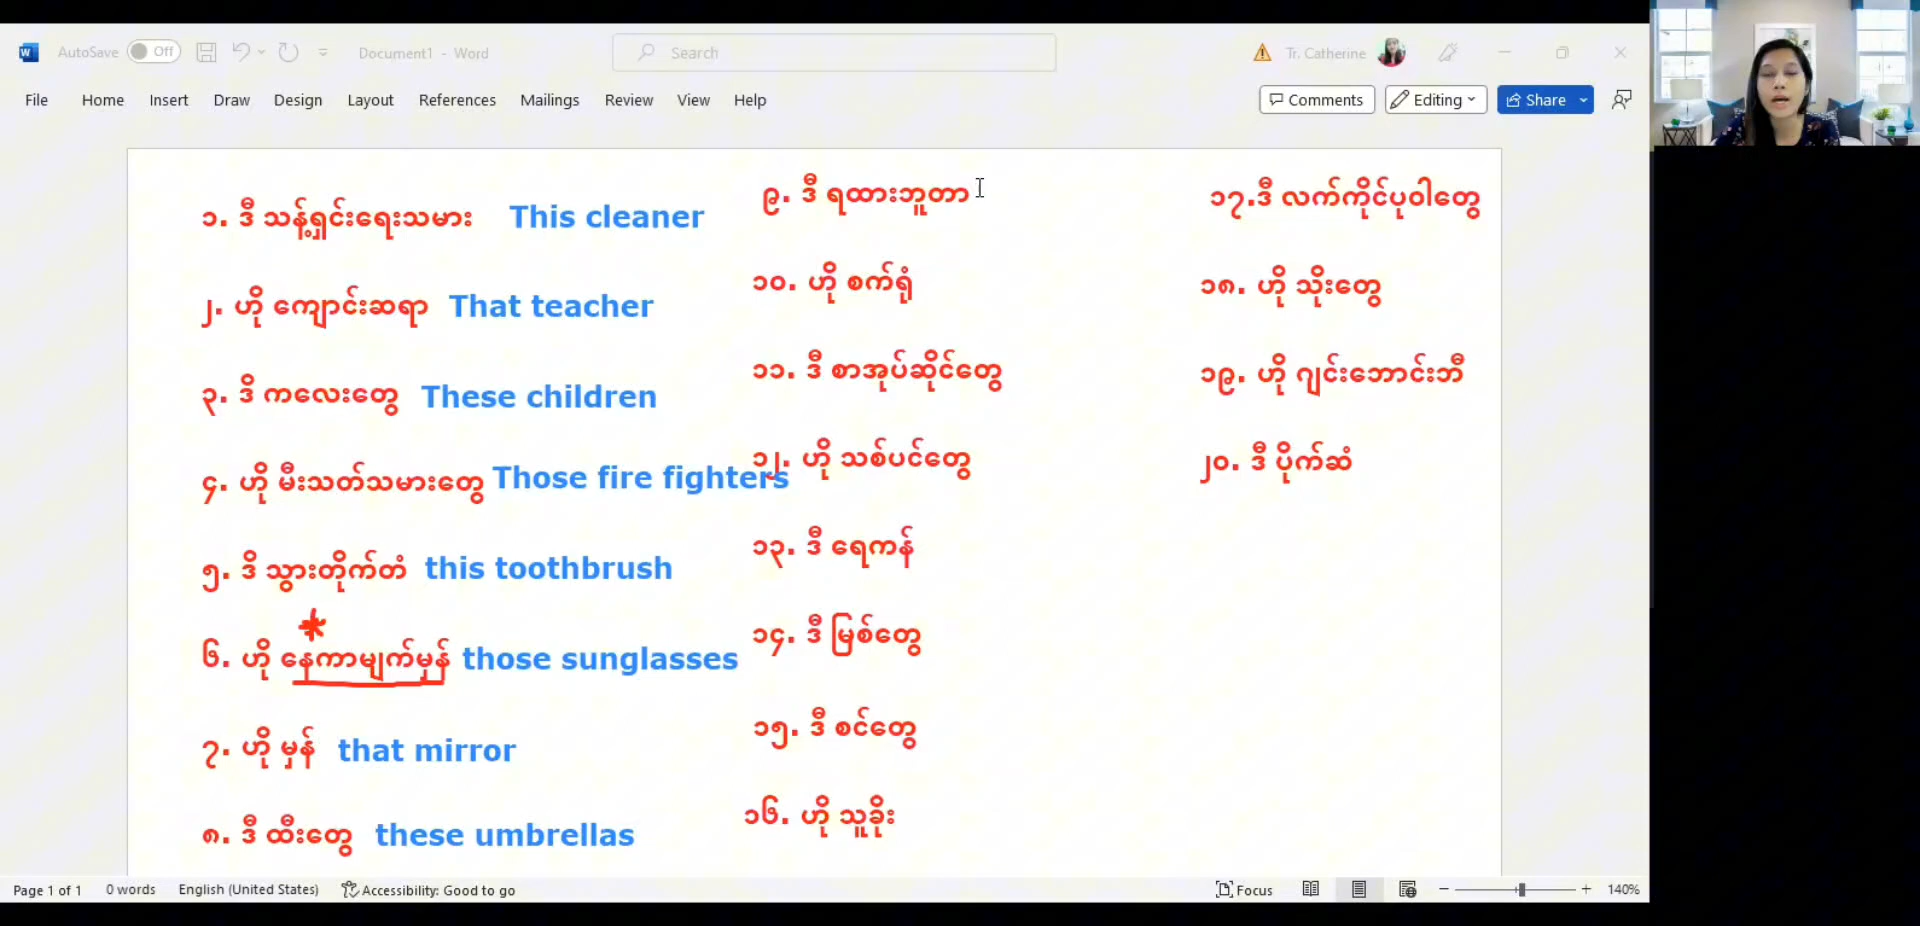 AutoSave Off Document1 - Word Search Tr. Catherine
File Home Insert Draw Design Layout References Mailings Review View Help Comments Editing Share
၁. ဒီ သန့်ရှင်းရေးသမား This cleaner
၂. ဟို ကျောင်းဆရာ That teacher
၃. ဒီ ကလေးတွေ These children
၄. ဟို မီးသတ်သမားတွေ Those fire fighters
၅. ဒီ သွားတိုက်တံ this toothbrush
*
၆. ဟို နေကာမျက်မှန် those sunglasses
၇. ဟို မှန် that mirror
၈. ဒီ ထီးတွေ these umbrellas
၉. ဒီ ရထားဘူတာ
၁၀. ဟို စက်ရုံ
၁၁. ဒီ စာအုပ်ဆိုင်တွေ
၁၂. ဟို သစ်ပင်တွေ
၁၃. ဒီ ရေကန်
၁၄. ဒီ မြစ်တွေ
၁၅. ဒီ စင်တွေ
၁၆. ဟို သူခိုး
၁၇.ဒီ လက်ကိုင်ပုဝါတွေ
၁၈. ဟို သိုးတွေ
၁၉. ဟို ဂျင်းဘောင်းဘီ
၂၀. ဒီ ပိုက်ဆံ
Page 1 of 1 0 words English (United States) Accessibility: Good to go Focus 140%